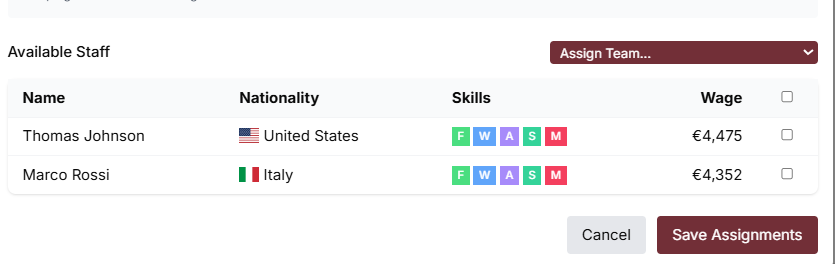 Available Staff
Assign Team...
Name Nationality Skills Wage
Thomas Johnson United States F W A S M €4,475
Marco Rossi Italy F W A S M €4,352
Cancel Save Assignments